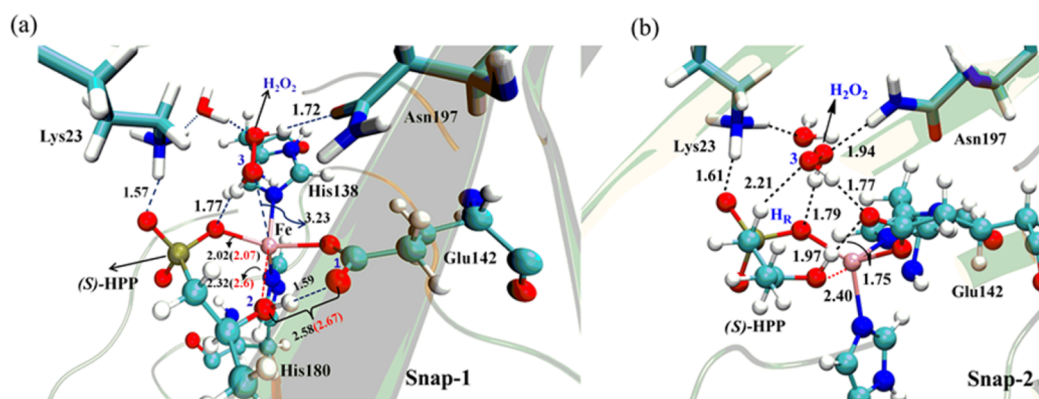 (a)
H₂O₂
1.72
Asn197
Lys23
3
His138
1.57
1.77
3.23
Fe
2.02(2.07)
1
Glu142
(S)-HPP
2.32(2.6)
1.59
2
2.58(2.67)
His180
Snap-1
(b)
H₂O₂
Lys23
Asn197
3
1.94
1.61
2.21
1.77
H_R
1.79
1.97
1.75
Glu142
2.40
(S)-HPP
Snap-2